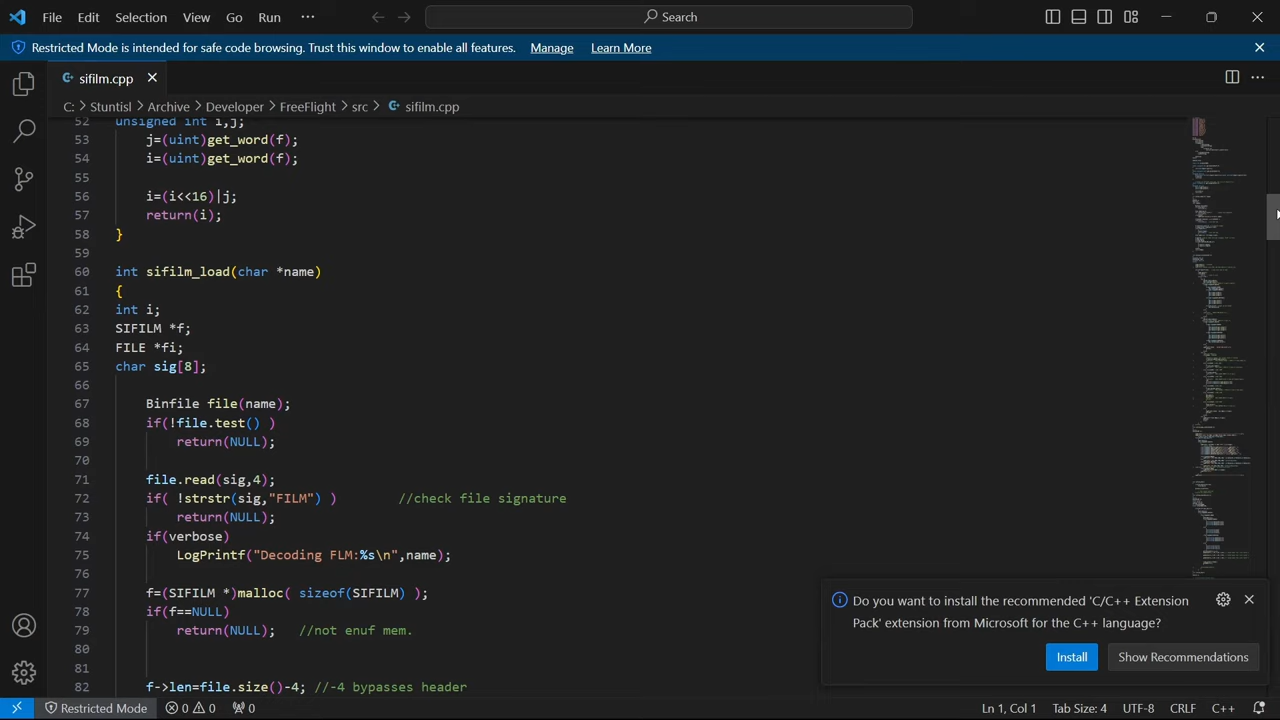 File Edit Selection View Go Run ···
Search
Restricted Mode is intended for safe code browsing. Trust this window to enable all features. Manage Learn More
sifilm.cpp
C: > Stuntisl > Archive > Developer > FreeFlight > src > sifilm.cpp
52 unsigned int i,j;
53 j=(uint)get_word(f);
54 i=(uint)get_word(f);
55
56 i=(i<<16)|j;
57 return(i);
58 }
59
60 int sifilm_load(char *name)
61 {
62 int i;
63 SIFILM *f;
64 FILE *fi;
65 char sig[8];
66
67 Binfile file(name);
68 if(!file.test() )
69 return(NULL);
70
71 file.read(sig,4);
72 if( !strstr(sig,"FILM") ) //check file signature
73 return(NULL);
74 if(verbose)
75 LogPrintf("Decoding FLM:%s\n",name);
76
77 f=(SIFILM *)malloc( sizeof(SIFILM) );
78 if(f==NULL)
79 return(NULL); //not enuf mem.
80
81
82 f->len=file.size()-4; //-4 bypasses header
Do you want to install the recommended 'C/C++ Extension
Pack' extension from Microsoft for the C++ language?
Install Show Recommendations
Restricted Mode 0 0 0 Ln 1, Col 1 Tab Size: 4 UTF-8 CRLF C++